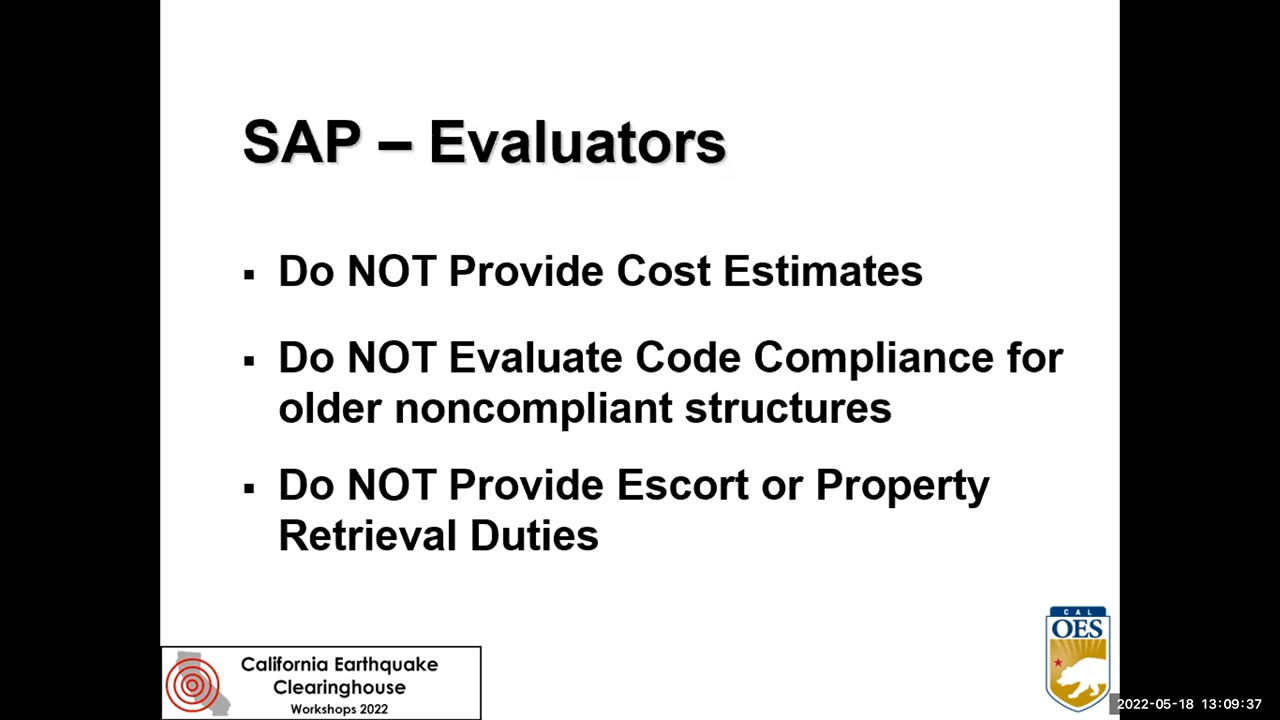 SAP – Evaluators
▪ Do NOT Provide Cost Estimates
▪ Do NOT Evaluate Code Compliance for
older noncompliant structures
▪ Do NOT Provide Escort or Property
Retrieval Duties
California Earthquake
Clearinghouse
Workshops 2022
CAL
OES
2022-05-18 13:09:37